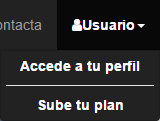 ontacta Usuario
Accede a tu perfil
Sube tu plan